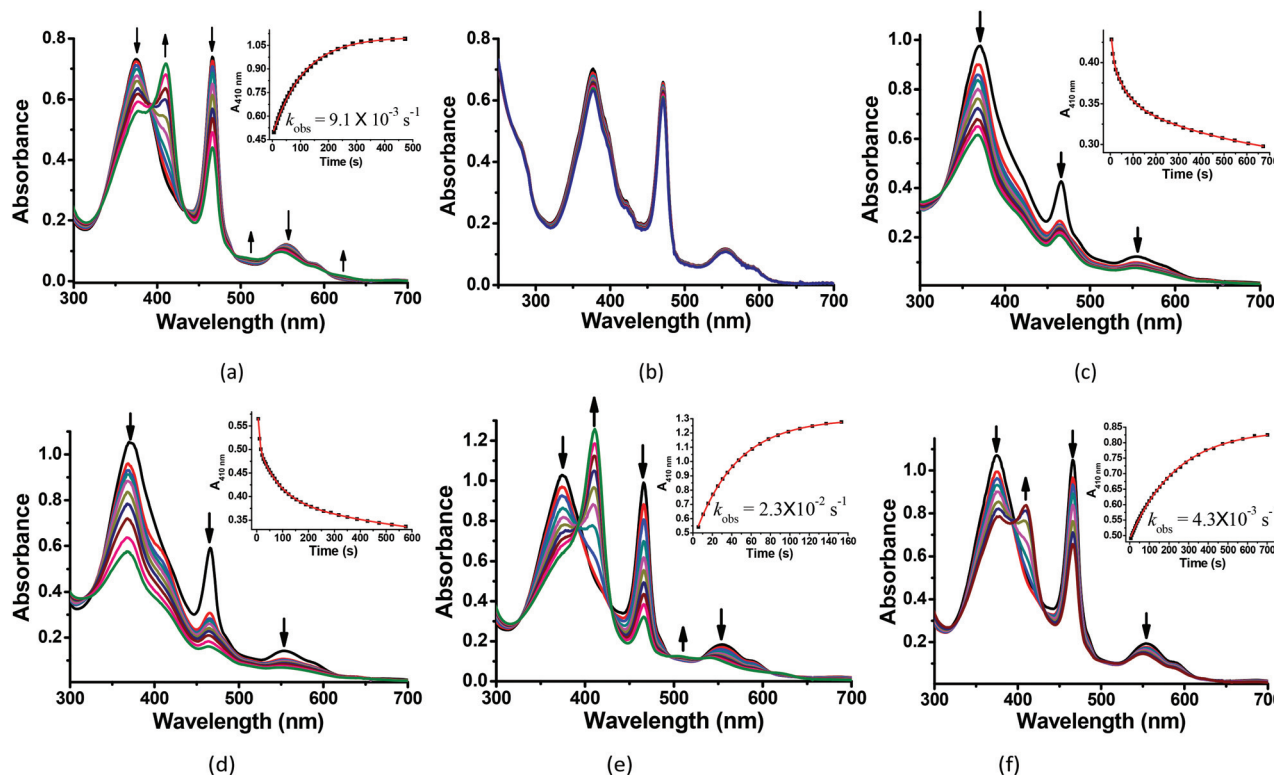 0.8
0.6
0.4
0.2
0.0
Absorbance
300 400 500 600 700
Wavelength (nm)
1.05
0.90
0.75
0.60
0.45
A410 nm
0 100 200 300 400 500
Time (s)
kobs = 9.1 X 10-3 s-1
(a)
0.8
0.6
0.4
0.2
0.0
Absorbance
300 400 500 600 700
Wavelength (nm)
(b)
1.0
0.8
0.6
0.4
0.2
Absorbance
300 400 500 600 700
Wavelength (nm)
0.40
0.35
0.30
A410 nm
0 100 200 300 400 500 600 700
Time (s)
(c)
1.0
0.8
0.6
0.4
0.2
Absorbance
300 400 500 600 700
Wavelength (nm)
0.55
0.50
0.45
0.40
0.35
A410 nm
0 100 200 300 400 500 600
Time (s)
(d)
1.2
1.0
0.8
0.6
0.4
0.2
0.0
Absorbance
300 400 500 600 700
Wavelength (nm)
1.3
1.2
1.1
1.0
0.9
0.8
0.7
0.6
0.5
A410 nm
0 20 40 60 80 100 120 140 160
Time (s)
kobs = 2.3X10-2 s-1
(e)
1.0
0.8
0.6
0.4
0.2
Absorbance
300 400 500 600 700
Wavelength (nm)
0.85
0.80
0.75
0.70
0.65
0.60
0.55
0.50
A410 nm
0 100 200 300 400 500 600 700
Time (s)
kobs = 4.3X10-3 s-
(f)